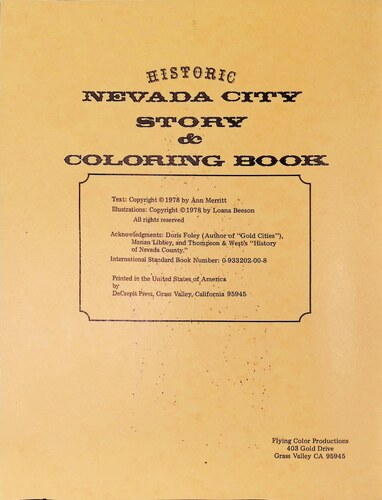 HISTORIC
NEVADA CITY
STORY
&
COLORING BOOK
Text: Copyright © 1978 by Ann Merritt
Illustrations: Copyright © 1978 by Loana Beeson
All rights reserved
Acknowledgments: Doris Foley (Author of "Gold Cities"),
Marian Libbey, and Thompson & West's "History
of Nevada County."
International Standard Book Number: 0-933202-00-8
Printed in the United States of America
by
DeCrepit Press, Grass Valley, California 95945
Flying Color Productions
403 Gold Drive
Grass Valley CA 95945